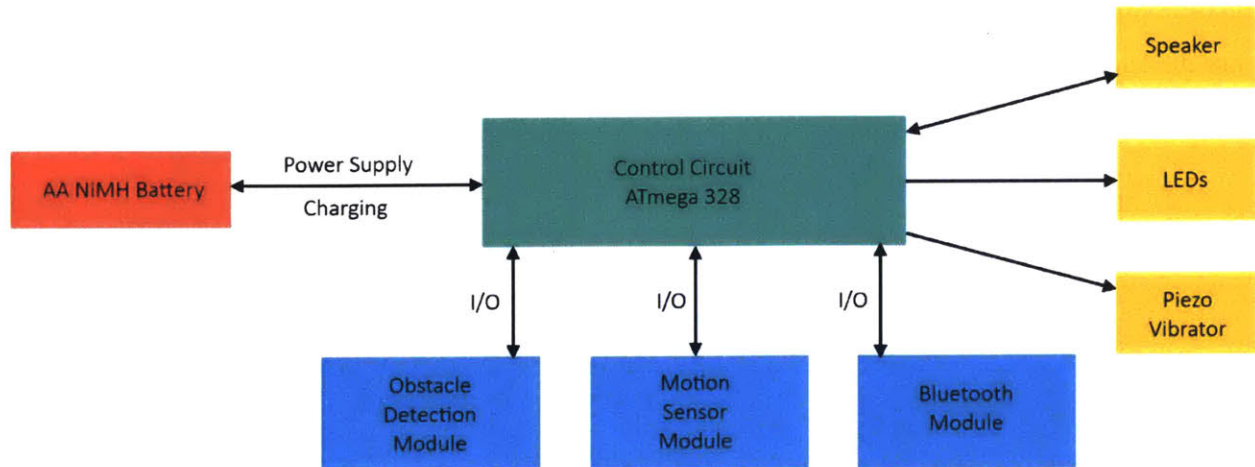 Speaker
Power Supply
Charging
AA NiMH Battery
Control Circuit
ATmega 328
LEDs
Piezo
Vibrator
I/O
I/O
I/O
Obstacle
Detection
Module
Motion
Sensor
Module
Bluetooth
Module